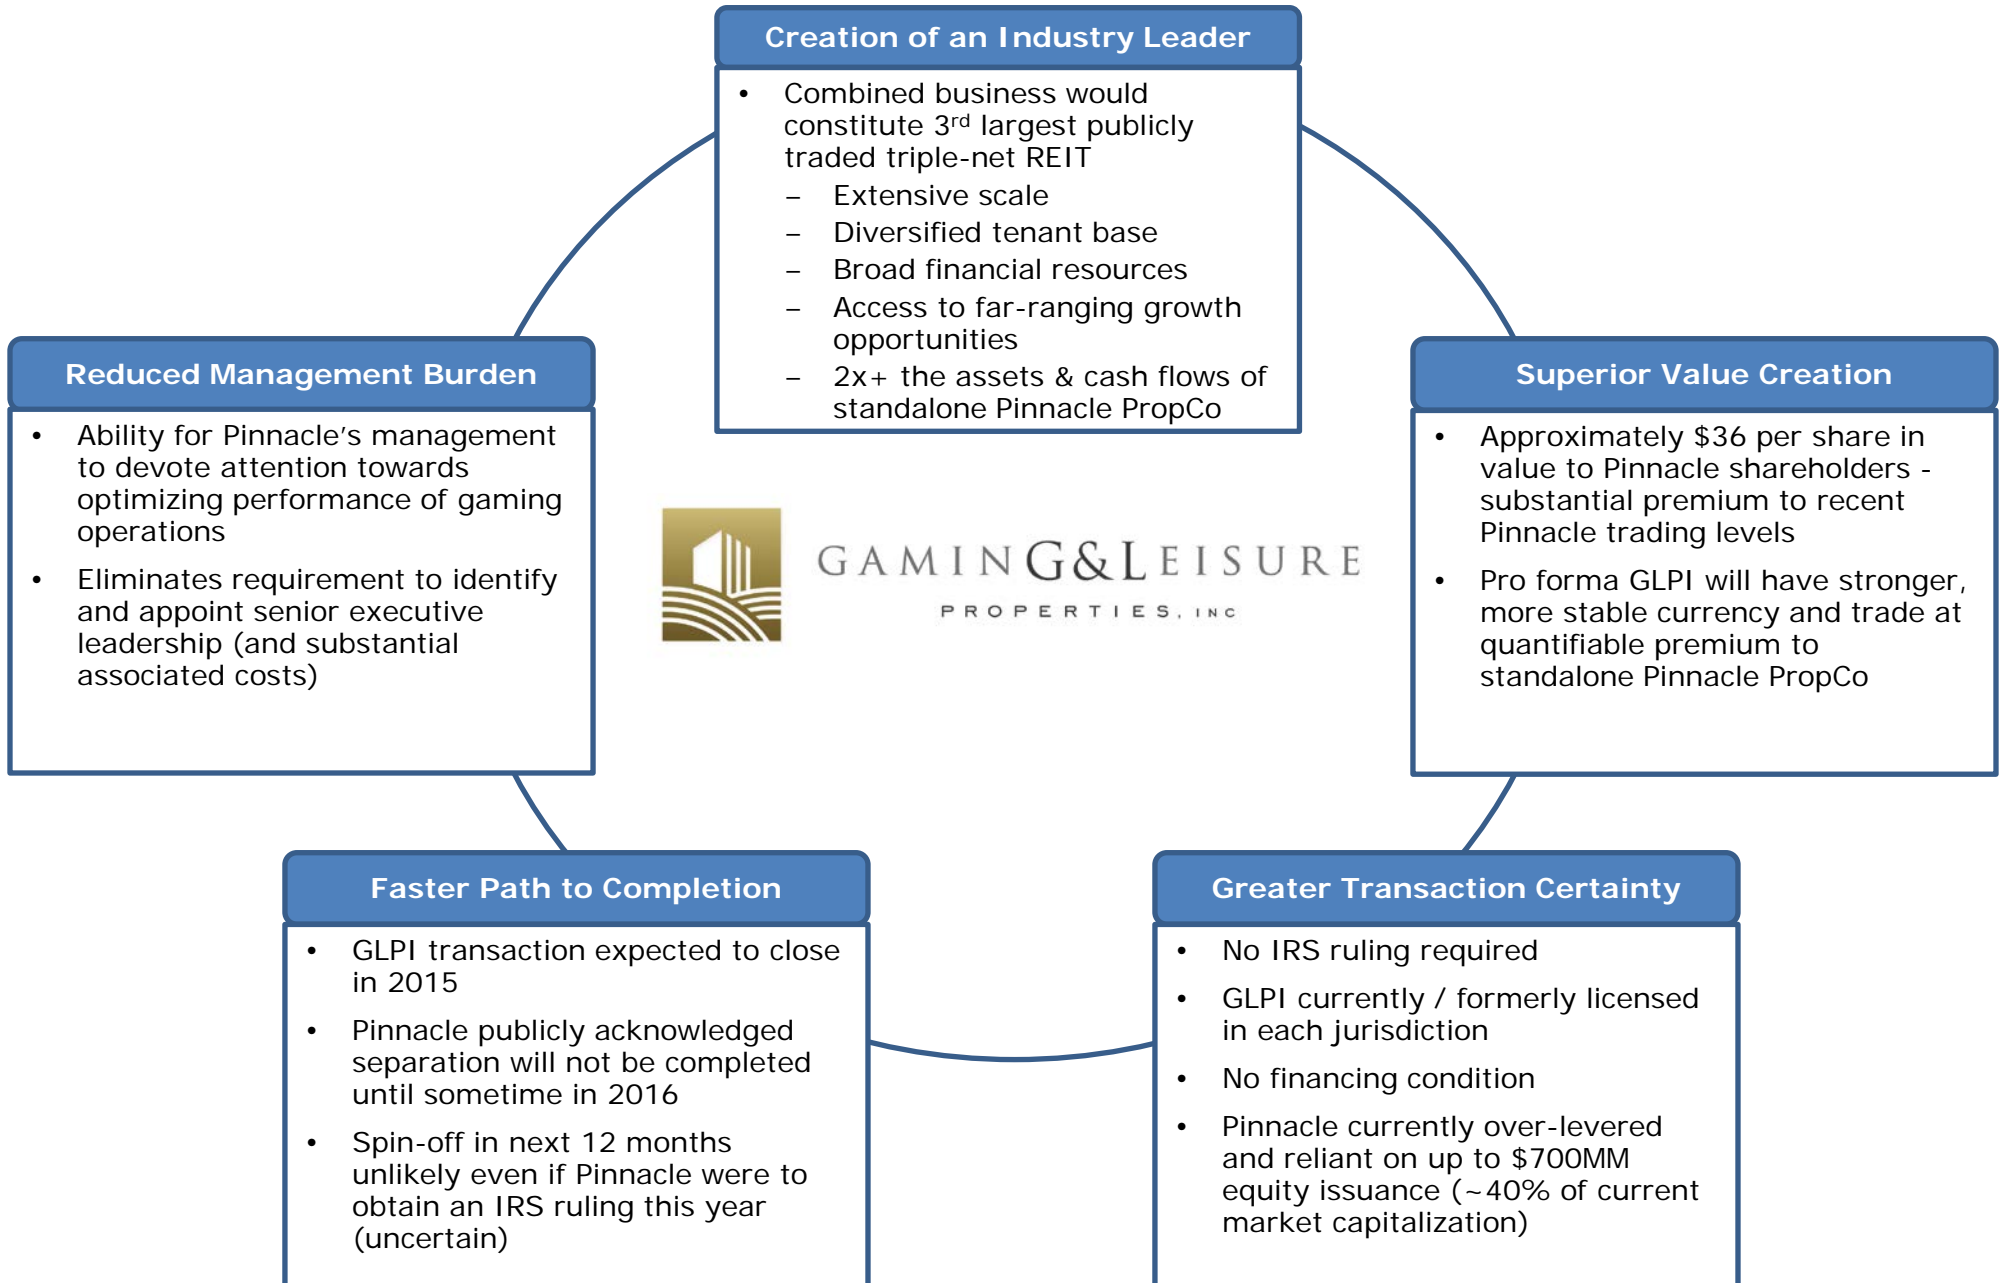 Creation of an Industry Leader
• Combined business would
constitute 3rd largest publicly
traded triple-net REIT
– Extensive scale
– Diversified tenant base
– Broad financial resources
– Access to far-ranging growth
opportunities
– 2x+ the assets & cash flows of
standalone Pinnacle PropCo
Reduced Management Burden
• Ability for Pinnacle's management
to devote attention towards
optimizing performance of gaming
operations
• Eliminates requirement to identify
and appoint senior executive
leadership (and substantial
associated costs)
GAMING&LEISURE
PROPERTIES, INC
Superior Value Creation
• Approximately $36 per share in
value to Pinnacle shareholders -
substantial premium to recent
Pinnacle trading levels
• Pro forma GLPI will have stronger,
more stable currency and trade at
quantifiable premium to
standalone Pinnacle PropCo
Faster Path to Completion
• GLPI transaction expected to close
in 2015
• Pinnacle publicly acknowledged
separation will not be completed
until sometime in 2016
• Spin-off in next 12 months
unlikely even if Pinnacle were to
obtain an IRS ruling this year
(uncertain)
Greater Transaction Certainty
• No IRS ruling required
• GLPI currently / formerly licensed
in each jurisdiction
• No financing condition
• Pinnacle currently over-levered
and reliant on up to $700MM
equity issuance (~40% of current
market capitalization)